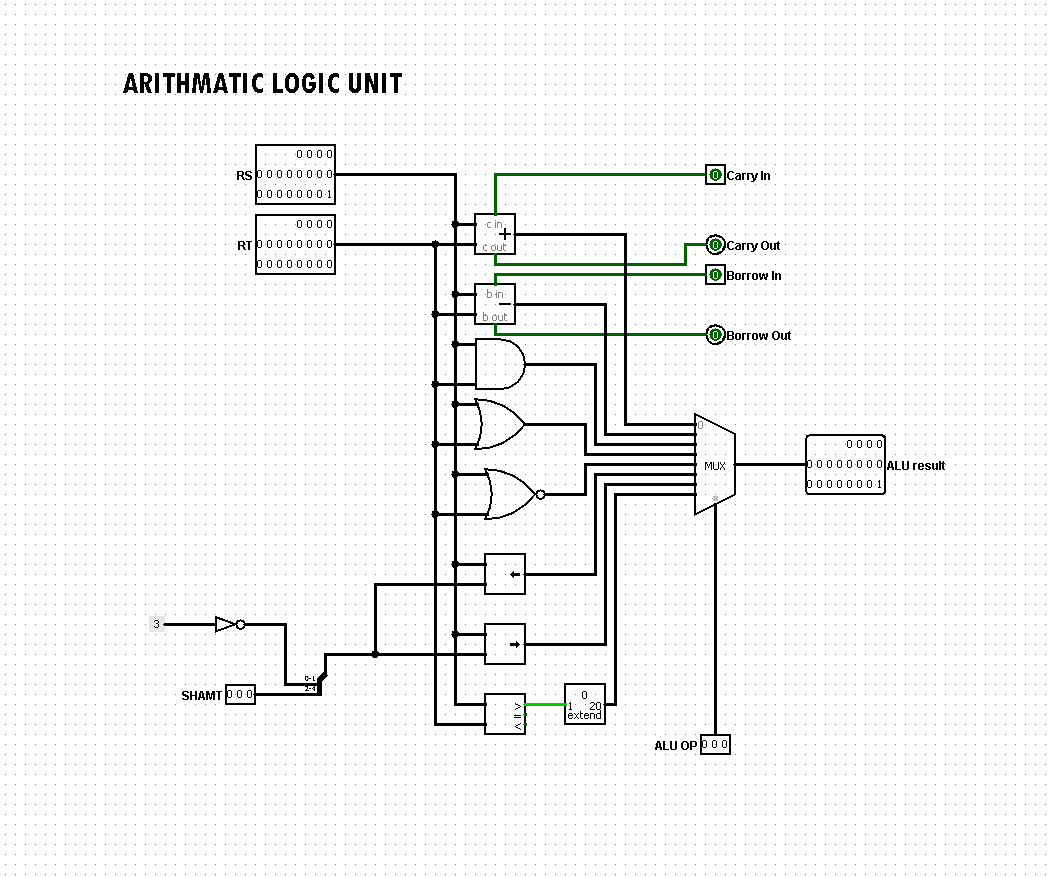 ARITHMATIC LOGIC UNIT
0 0 0 0
RS 0 0 0 0 0 0 0 0
0 0 0 0 0 0 0 1
Carry In 0
0 0 0 0
RT 0 0 0 0 0 0 0 0
0 0 0 0 0 0 0 0
c in
+
c out
0 Carry Out
0 Borrow In
b in
−
b out
0 Borrow Out
0
MUX
0 0 0 0
0 0 0 0 0 0 0 0 ALU result
0 0 0 0 0 0 0 1
←
3
→
0-1
2-4
SHAMT 0 0 0
>
=
<
0
1 20
extend
ALU OP 0 0 0